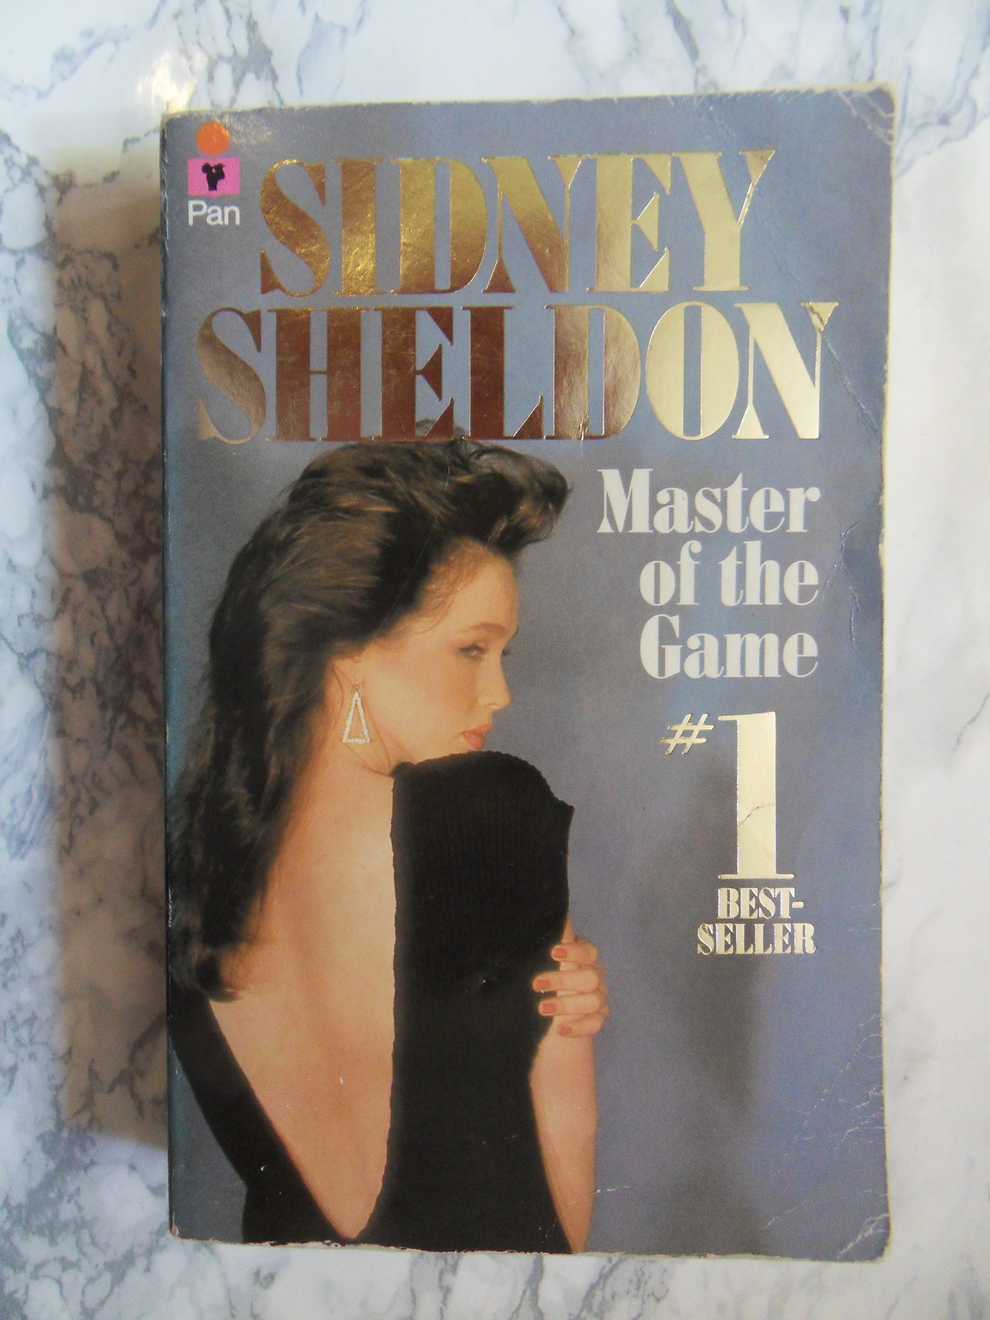 Pan
SIDNEY
SHELDON
Master
of the
Game
#1
BEST-
SELLER